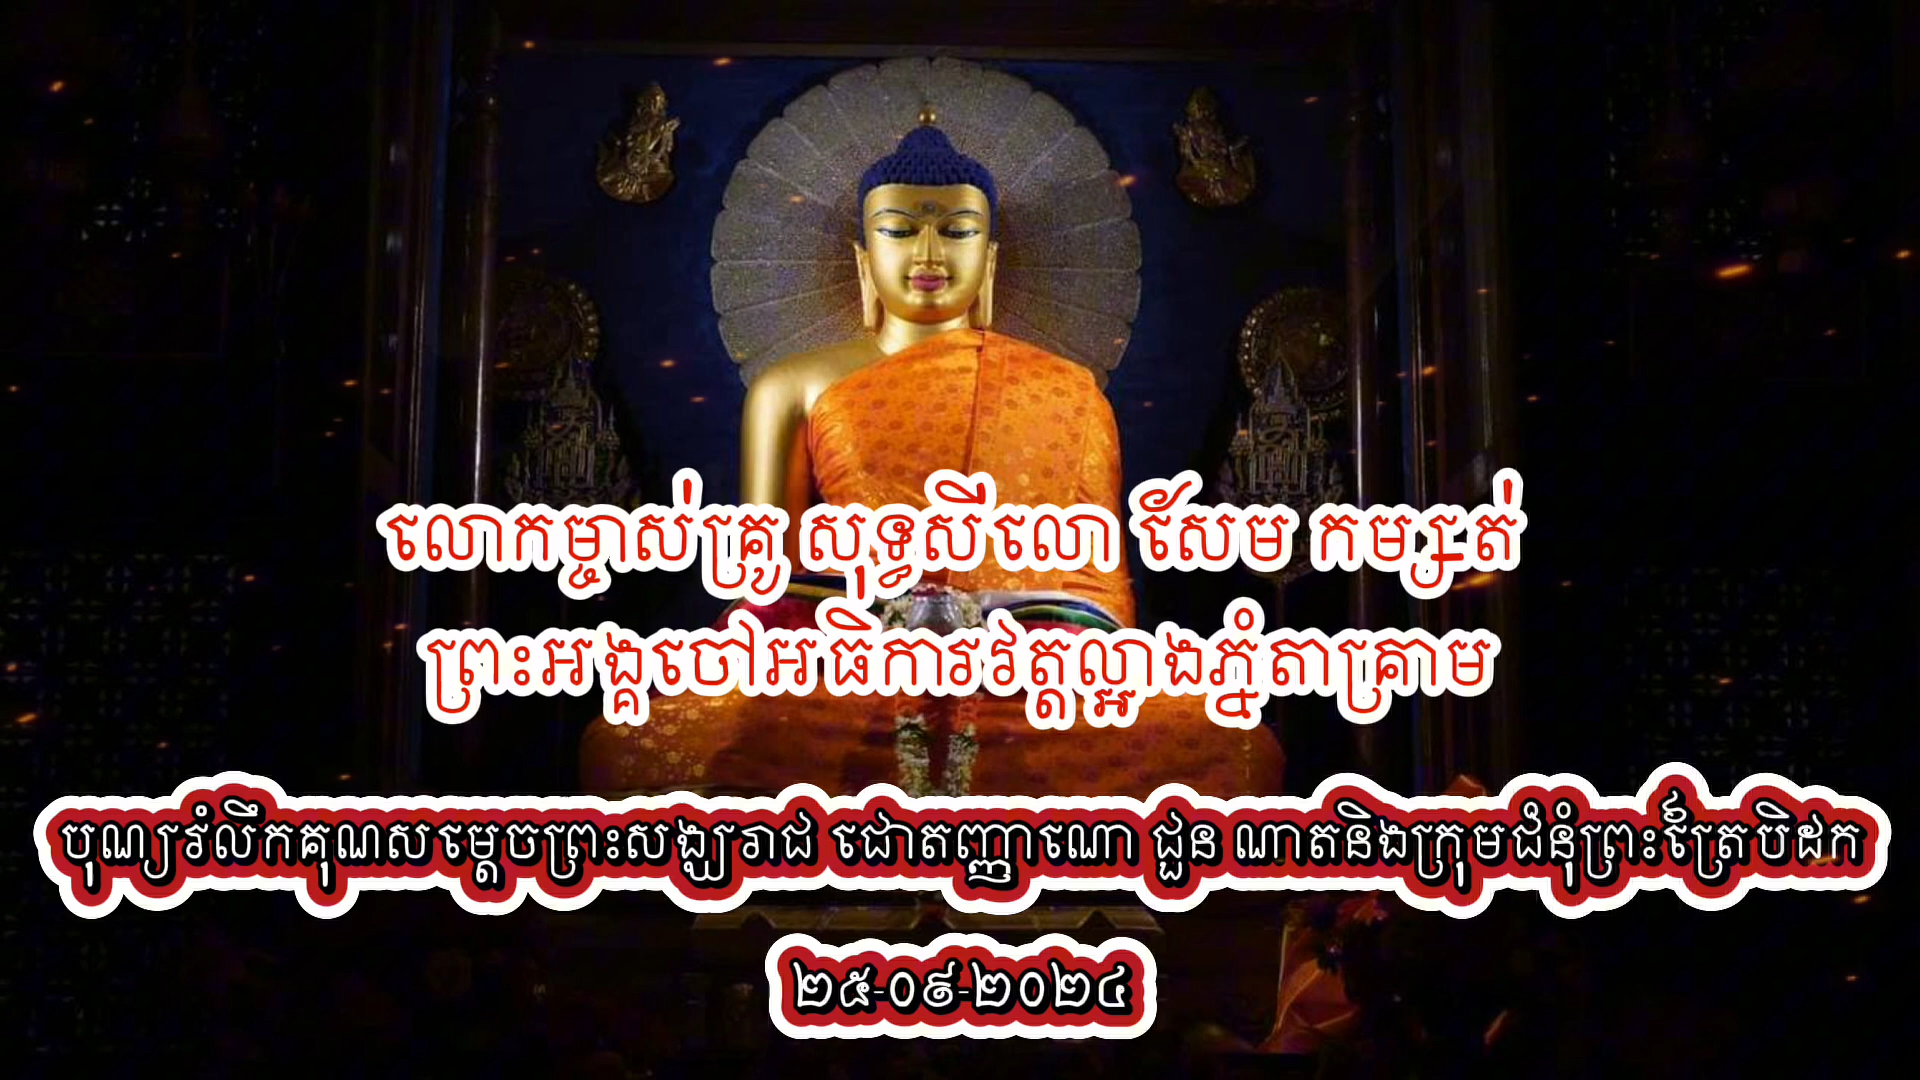 លោកម្ចាស់គ្រូ សុទ្ធសីលោ សែម កម្សត់
ព្រះអង្គចៅអធិការវត្តល្អាងភ្នំតាគ្រាម
បុណ្យរំលឹកគុណសម្ដេចព្រះសង្ឃរាជ ជោតញ្ញាណោ ជួន ណាតនិងក្រុមជំនុំព្រះត្រៃបិដក
២៥-០៩-២០២៤